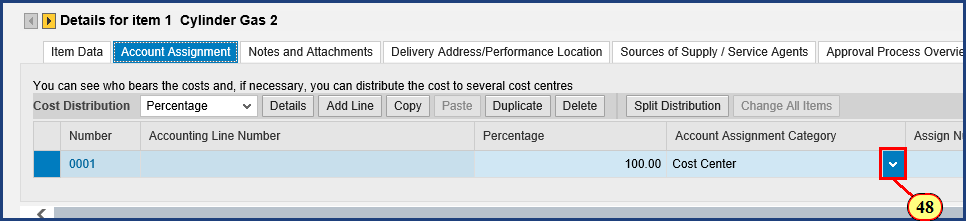 Details for item 1 Cylinder Gas 2
Item Data Account Assignment Notes and Attachments Delivery Address/Performance Location Sources of Supply / Service Agents Approval Process Overvie
You can see who bears the costs and, if necessary, you can distribute the cost to several cost centres
Cost Distribution Percentage Details Add Line Copy Paste Duplicate Delete Split Distribution Change All Items
Number Accounting Line Number Percentage Account Assignment Category Assign Nu
0001 100.00 Cost Center
48